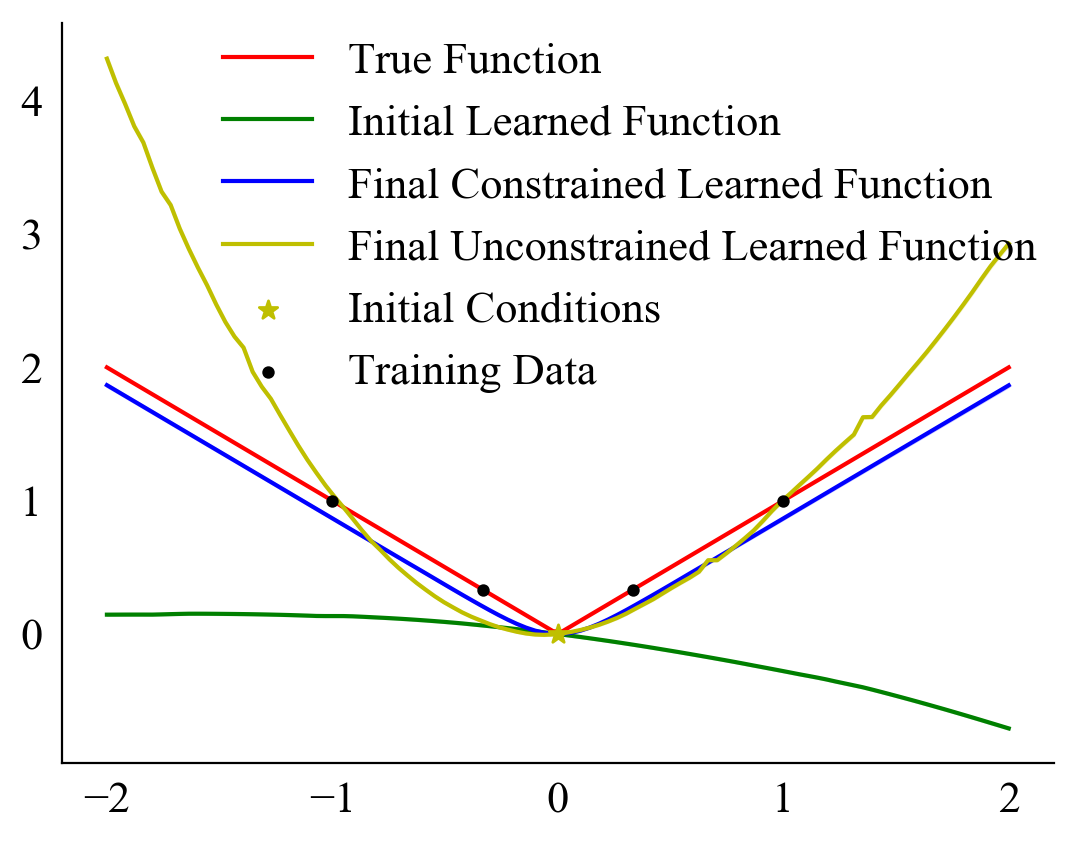 True Function
Initial Learned Function
Final Constrained Learned Function
Final Unconstrained Learned Function
Initial Conditions
Training Data
4
3
2
1
0
−2 −1 0 1 2